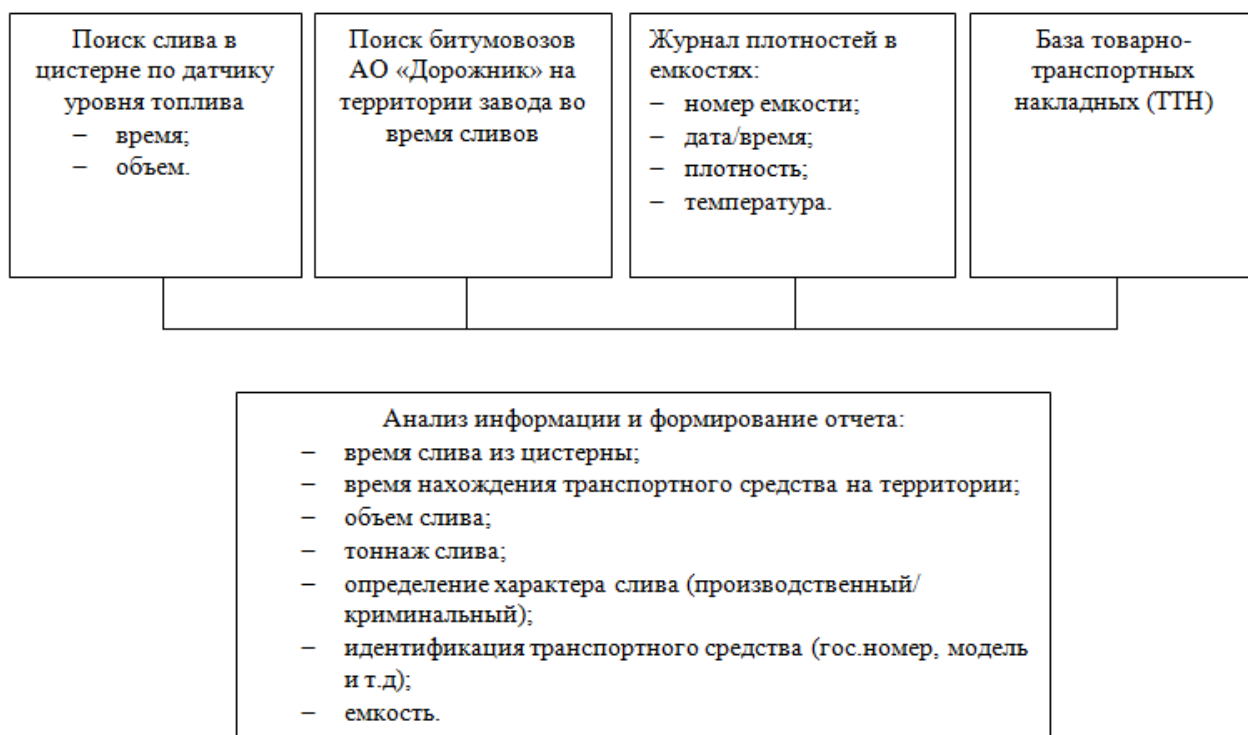 Поиск слива в
цистерне по датчику
уровня топлива
– время;
– объем.
Поиск битумовозов
АО «Дорожник» на
территории завода во
время сливов
Журнал плотностей в
емкостях:
– номер емкости;
– дата/время;
– плотность;
– температура.
База товарно-
транспортных
накладных (ТТН)
Анализ информации и формирование отчета:
– время слива из цистерны;
– время нахождения транспортного средства на территории;
– объем слива;
– тоннаж слива;
– определение характера слива (производственный/
криминальный);
– идентификация транспортного средства (гос.номер, модель
и т.д);
– емкость.